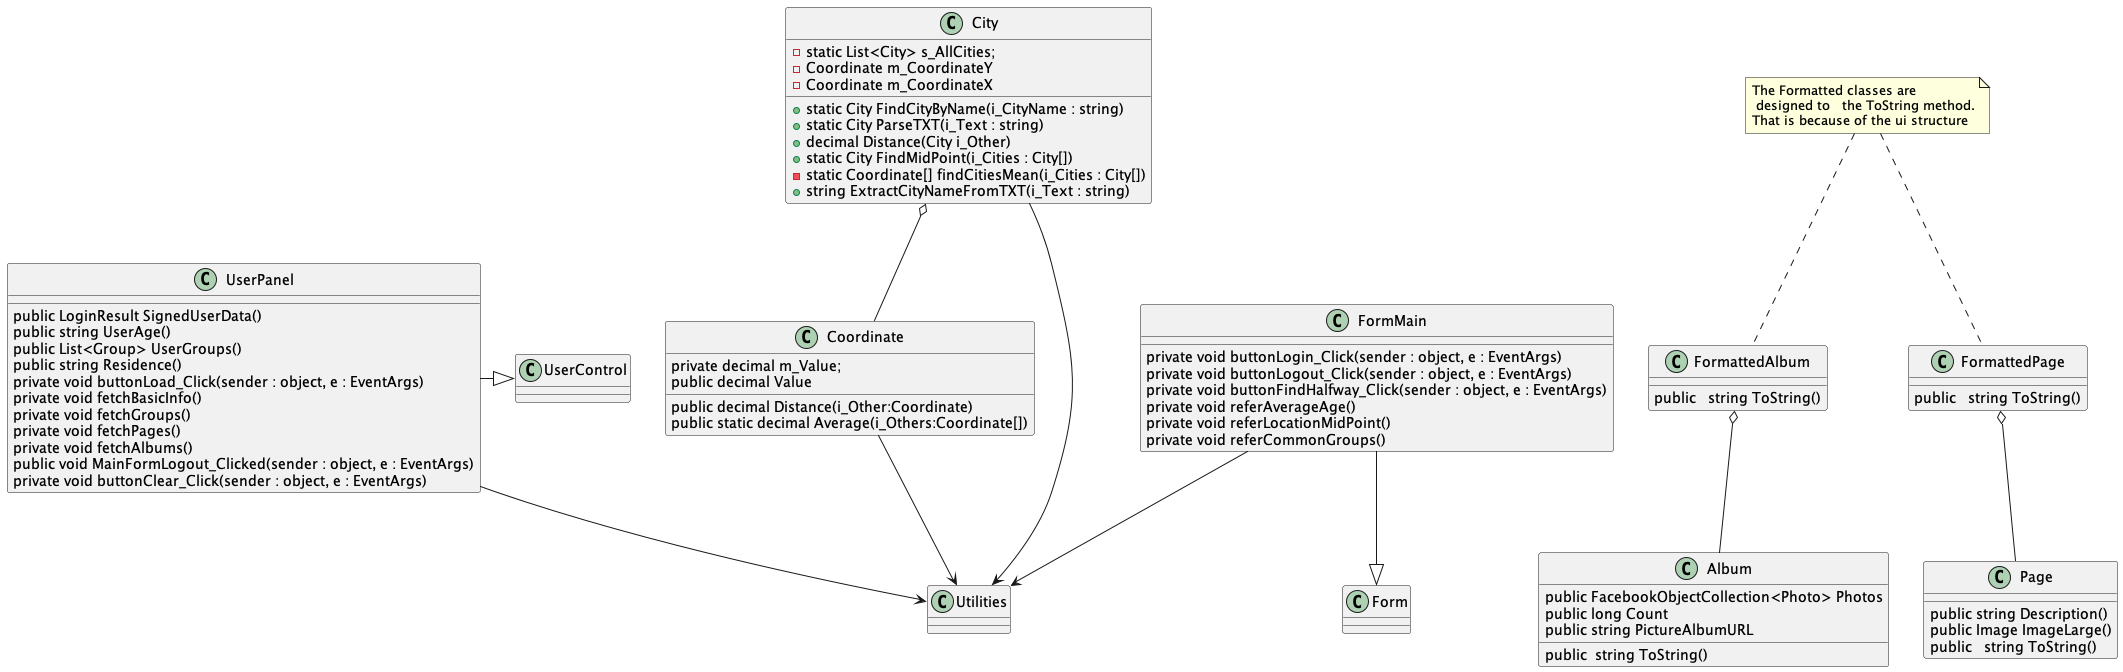 C City
static List<City> s_AllCities;
Coordinate m_CoordinateY
Coordinate m_CoordinateX
static City FindCityByName(i_CityName : string)
static City ParseTXT(i_Text : string)
decimal Distance(City i_Other)
static City FindMidPoint(i_Cities : City[])
static Coordinate[] findCitiesMean(i_Cities : City[])
string ExtractCityNameFromTXT(i_Text : string)
The Formatted classes are
designed to   the ToString method.
That is because of the ui structure
C UserPanel
public LoginResult SignedUserData()
public string UserAge()
public List<Group> UserGroups()
public string Residence()
private void buttonLoad_Click(sender : object, e : EventArgs)
private void fetchBasicInfo()
private void fetchGroups()
private void fetchPages()
private void fetchAlbums()
public void MainFormLogout_Clicked(sender : object, e : EventArgs)
private void buttonClear_Click(sender : object, e : EventArgs)
C UserControl
C Coordinate
private decimal m_Value;
public decimal Value
public decimal Distance(i_Other:Coordinate)
public static decimal Average(i_Others:Coordinate[])
C FormMain
private void buttonLogin_Click(sender : object, e : EventArgs)
private void buttonLogout_Click(sender : object, e : EventArgs)
private void buttonFindHalfway_Click(sender : object, e : EventArgs)
private void referAverageAge()
private void referLocationMidPoint()
private void referCommonGroups()
C FormattedAlbum
public   string ToString()
C FormattedPage
public   string ToString()
C Utilities
C Form
C Album
public FacebookObjectCollection<Photo> Photos
public long Count
public string PictureAlbumURL
public  string ToString()
C Page
public string Description()
public Image ImageLarge()
public   string ToString()